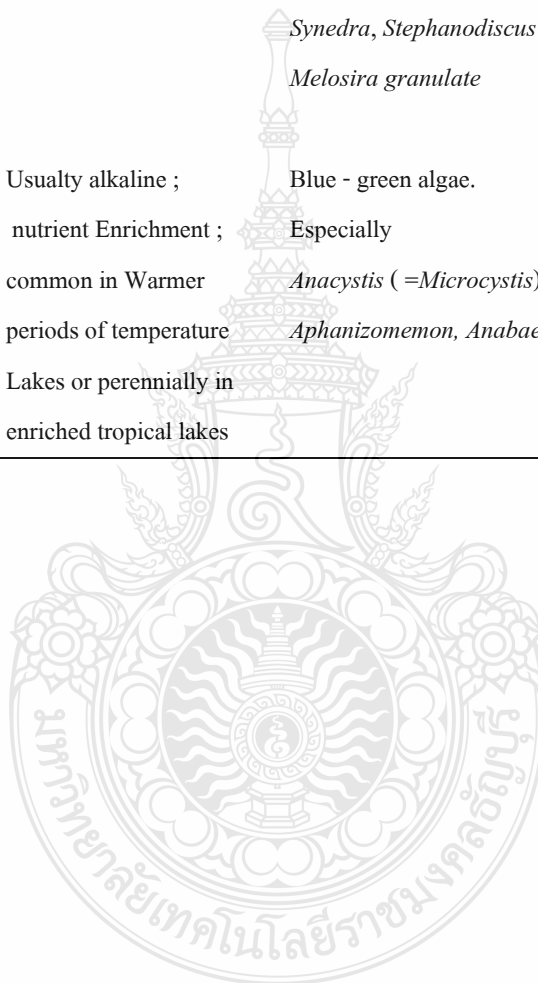 Synedra, Stephanodiscus
Melosira granulate
Usualty alkaline ; Blue - green algae.
nutrient Enrichment ; Especially
common in Warmer Anacystis ( =Microcystis)
periods of temperature Aphanizomemon, Anabae
Lakes or perennially in
enriched tropical lakes
มหาวิทยาลัยเทคโนโลยีราชมงคลธัญบุรี